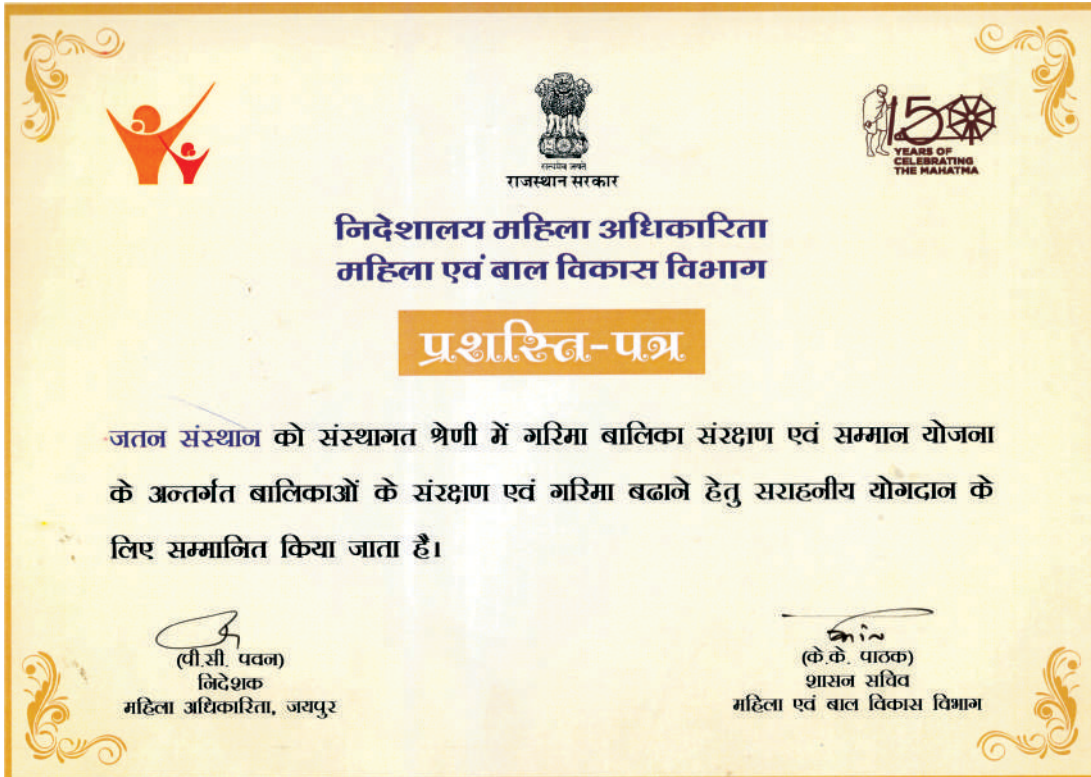 सत्यमेव जयते
राजस्थान सरकार
150
YEARS OF
CELEBRATING
THE MAHATMA
निदेशालय महिला अधिकारिता
महिला एवं बाल विकास विभाग
प्रशस्ति-पत्र
जतन संस्थान को संस्थागत श्रेणी में गरिमा बालिका संरक्षण एवं सम्मान योजना
के अन्तर्गत बालिकाओं के संरक्षण एवं गरिमा बढाने हेतु सराहनीय योगदान के
लिए सम्मानित किया जाता है।
(पी.सी. पवन)
निदेशक
महिला अधिकारिता, जयपुर
(के.के. पाठक)
शासन सचिव
महिला एवं बाल विकास विभाग